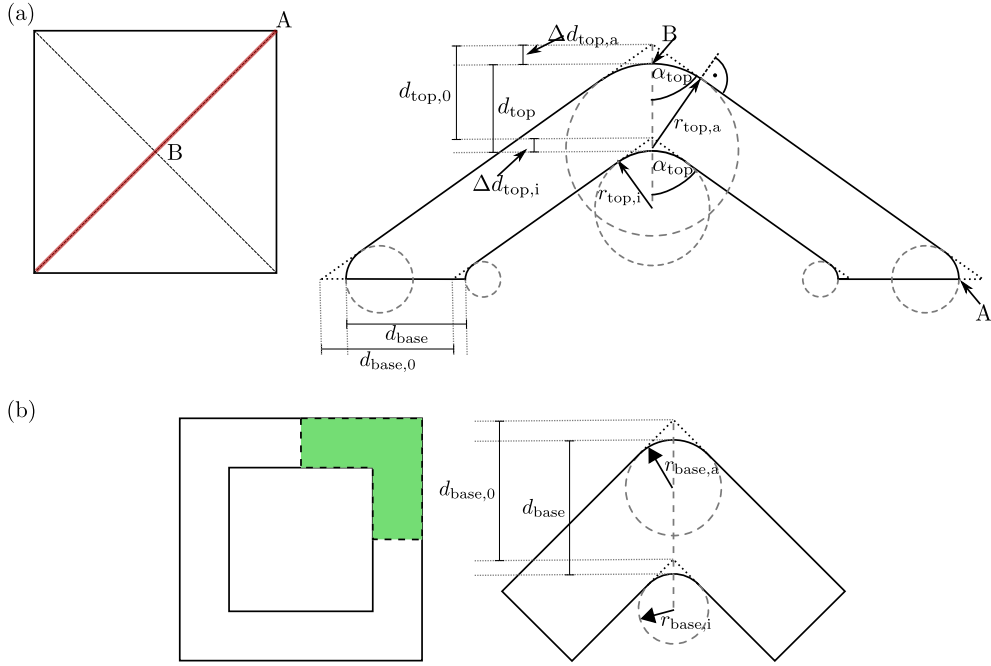 (a)
A
B
Δd_top,a
B
d_top,0
d_top
α_top
r_top,a
Δd_top,i
α_top
r_top,i
A
d_base
d_base,0
(b)
d_base,0
d_base
r_base,a
r_base,i